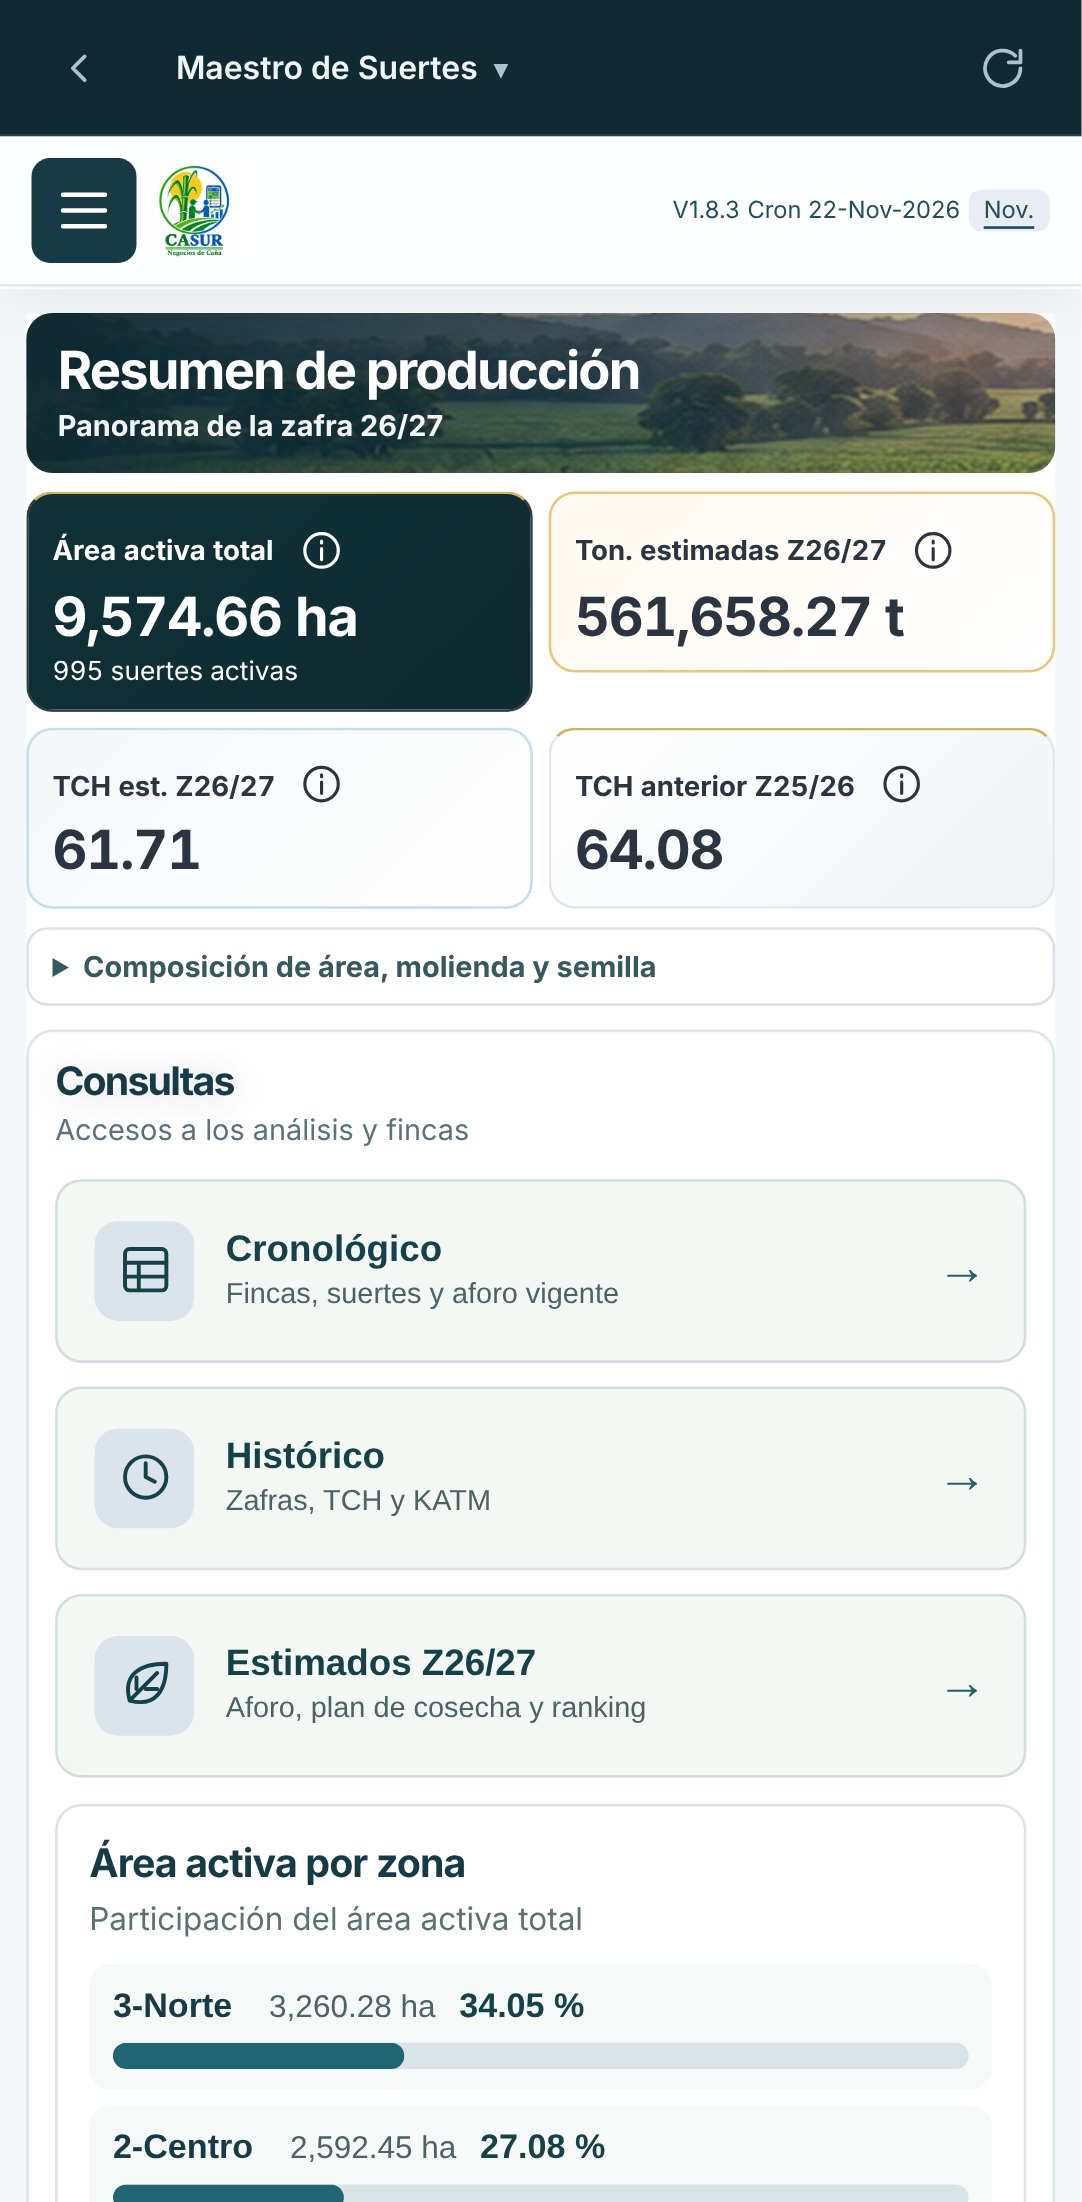 Maestro de Suertes ▼
CASUR
Negocios de Caña
V1.8.3 Cron 22-Nov-2026 Nov.
Resumen de producción
Panorama de la zafra 26/27
Área activa total
9,574.66 ha
995 suertes activas
Ton. estimadas Z26/27
561,658.27 t
TCH est. Z26/27
61.71
TCH anterior Z25/26
64.08
Composición de área, molienda y semilla
Consultas
Accesos a los análisis y fincas
Cronológico
Fincas, suertes y aforo vigente
→
Histórico
Zafras, TCH y KATM
→
Estimados Z26/27
Aforo, plan de cosecha y ranking
→
Área activa por zona
Participación del área activa total
3-Norte 3,260.28 ha 34.05 %
2-Centro 2,592.45 ha 27.08 %